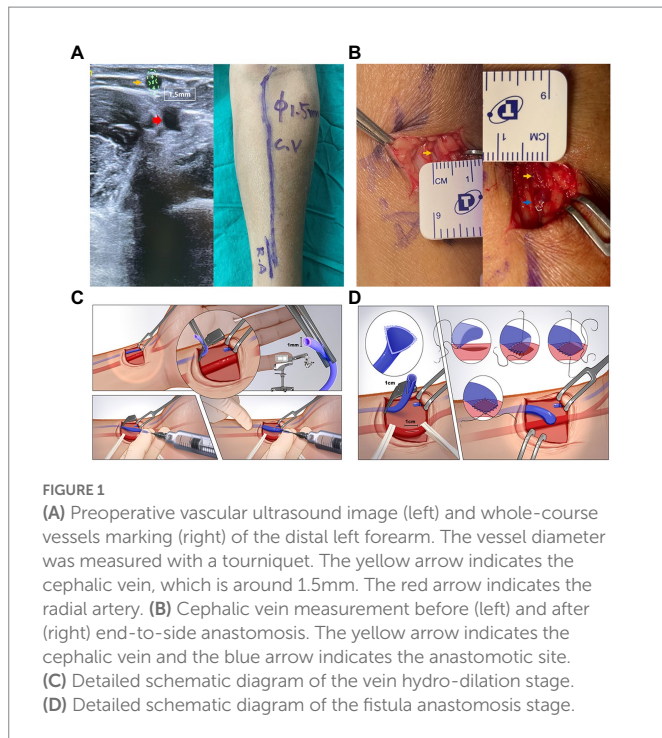 A
B
1.5mm
ϕ1.5mm
C.V
R.A
CM 1
9
9
1 CM
C
D
1mm
1cm
1cm
FIGURE 1
(A) Preoperative vascular ultrasound image (left) and whole-course
vessels marking (right) of the distal left forearm. The vessel diameter
was measured with a tourniquet. The yellow arrow indicates the
cephalic vein, which is around 1.5mm. The red arrow indicates the
radial artery. (B) Cephalic vein measurement before (left) and after
(right) end-to-side anastomosis. The yellow arrow indicates the
cephalic vein and the blue arrow indicates the anastomotic site.
(C) Detailed schematic diagram of the vein hydro-dilation stage.
(D) Detailed schematic diagram of the fistula anastomosis stage.